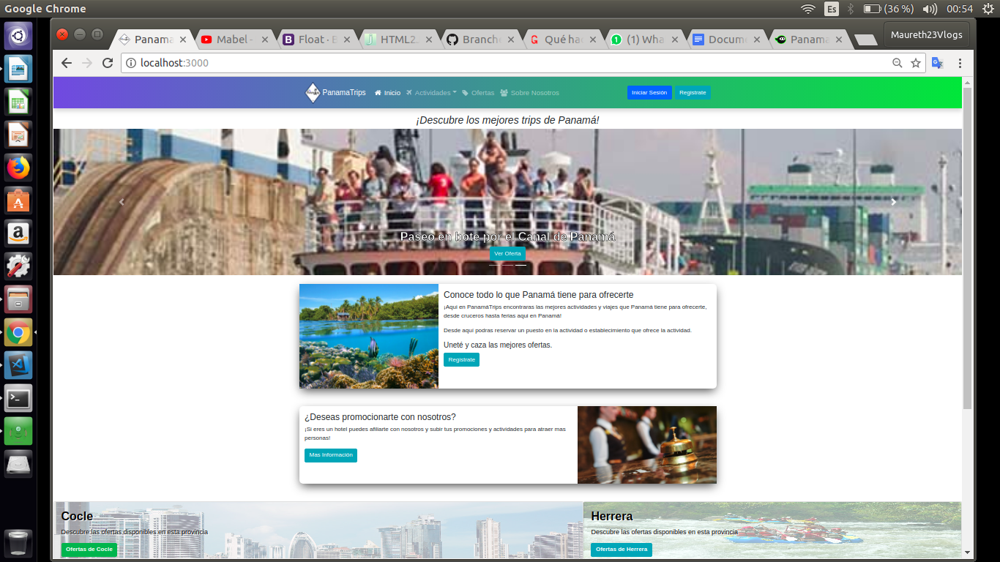 Google Chrome
Es
(36 %)
00:54
Panama
Mabel -
Float · B
HTML2
Branche
Qué hac
(1) Wha
Docume
Panama
Maureth23Vlogs
localhost:3000
PanamaTrips
Inicio
Actividades
Ofertas
Sobre Nosotros
Iniciar Sesión
Registrate
¡Descubre los mejores trips de Panamá!
Paseo en bote por el Canal de Panamá
Ver Oferta
Conoce todo lo que Panamá tiene para ofrecerte
¡Aqui en PanamáTrips encontraras las mejores actividades y viajes que Panamá tiene para ofrecerte,
desde cruceros hasta ferias aqui en Panamá!
Desde aquí podras reservar un puesto en la actividad o establecimiento que ofrece la actividad.
Uneté y caza las mejores ofertas.
Registrate
¿Deseas promocionarte con nosotros?
¡Si eres un hotel puedes afiliarte con nosotros y subir tus promociones y actividades para atraer mas
personas!
Mas Información
Cocle
Descubre las ofertas disponibles en esta provincia
Ofertas de Cocle
Herrera
Descubre las ofertas disponibles en esta provincia
Ofertas de Herrera